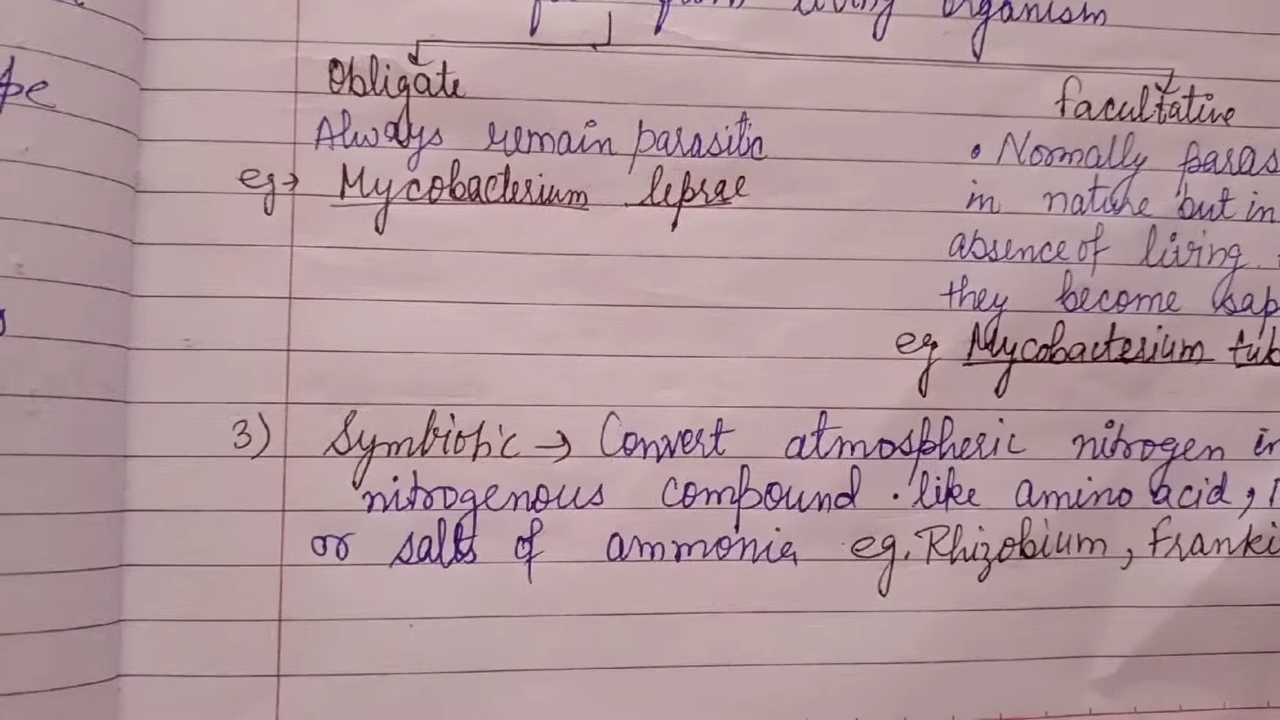 from living organism
Obligate
Always remain parasitic
eg → Mycobacterium leprae
facultative
• Normally paras
in nature but in
absence of living
they become sap
eg Mycobacterium tub
3) Symbiotic → Convert atmospheric nitrogen in
nitrogenous compound . like amino acid,
or salts of ammonia eg. Rhizobium, Franki
pe